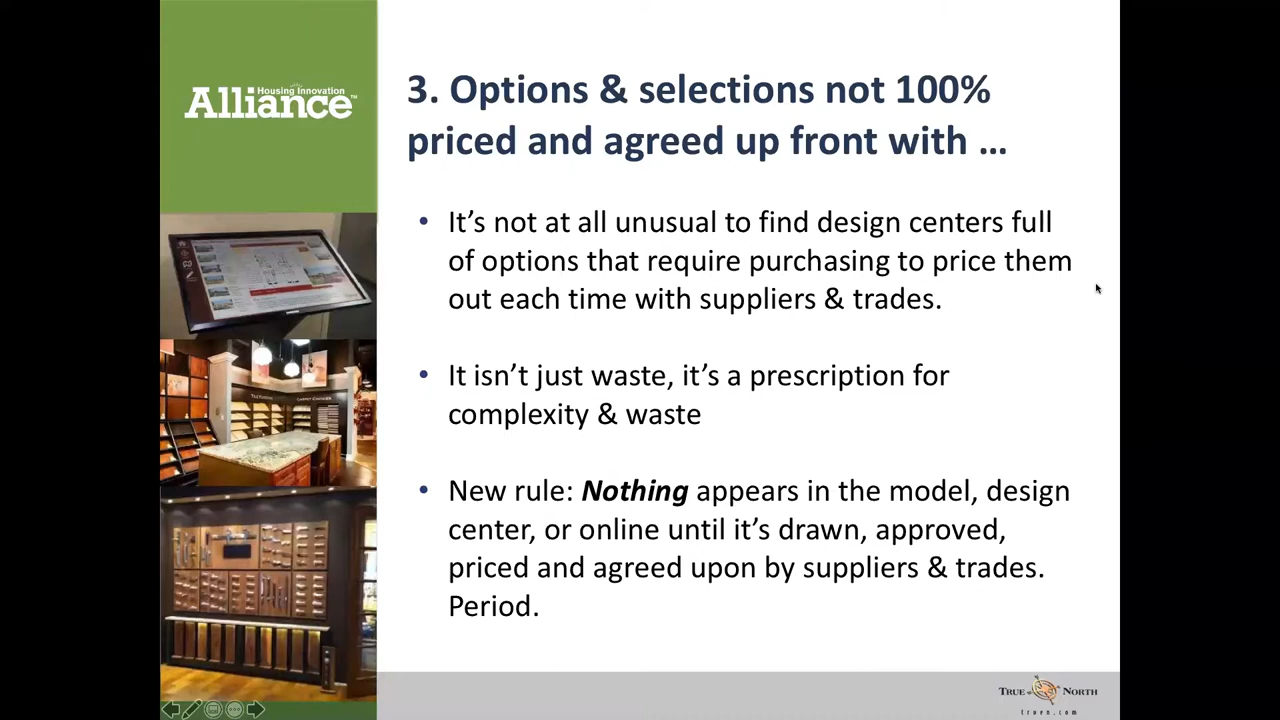 Housing Innovation
Alliance™
3. Options & selections not 100%
priced and agreed up front with …
• It’s not at all unusual to find design centers full
of options that require purchasing to price them
out each time with suppliers & trades.
• It isn’t just waste, it’s a prescription for
complexity & waste
• New rule: Nothing appears in the model, design
center, or online until it’s drawn, approved,
priced and agreed upon by suppliers & trades.
Period.
TRUE NORTH
truen.com